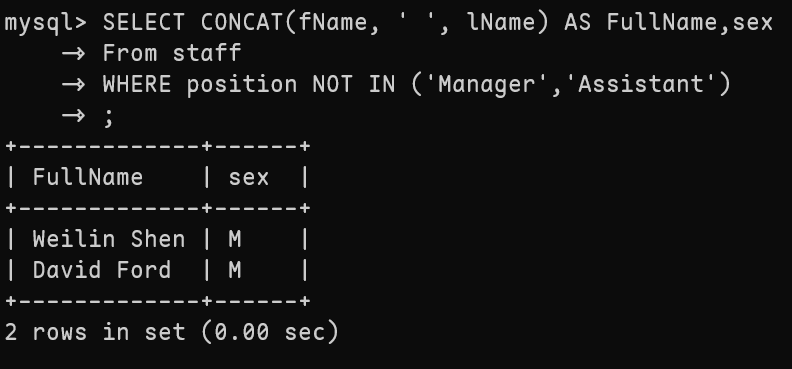 mysql> SELECT CONCAT(fName, ' ', lName) AS FullName,sex
    -> From staff
    -> WHERE position NOT IN ('Manager','Assistant')
    -> ;
+-------------+------+
| FullName    | sex  |
+-------------+------+
| Weilin Shen | M    |
| David Ford  | M    |
+-------------+------+
2 rows in set (0.00 sec)